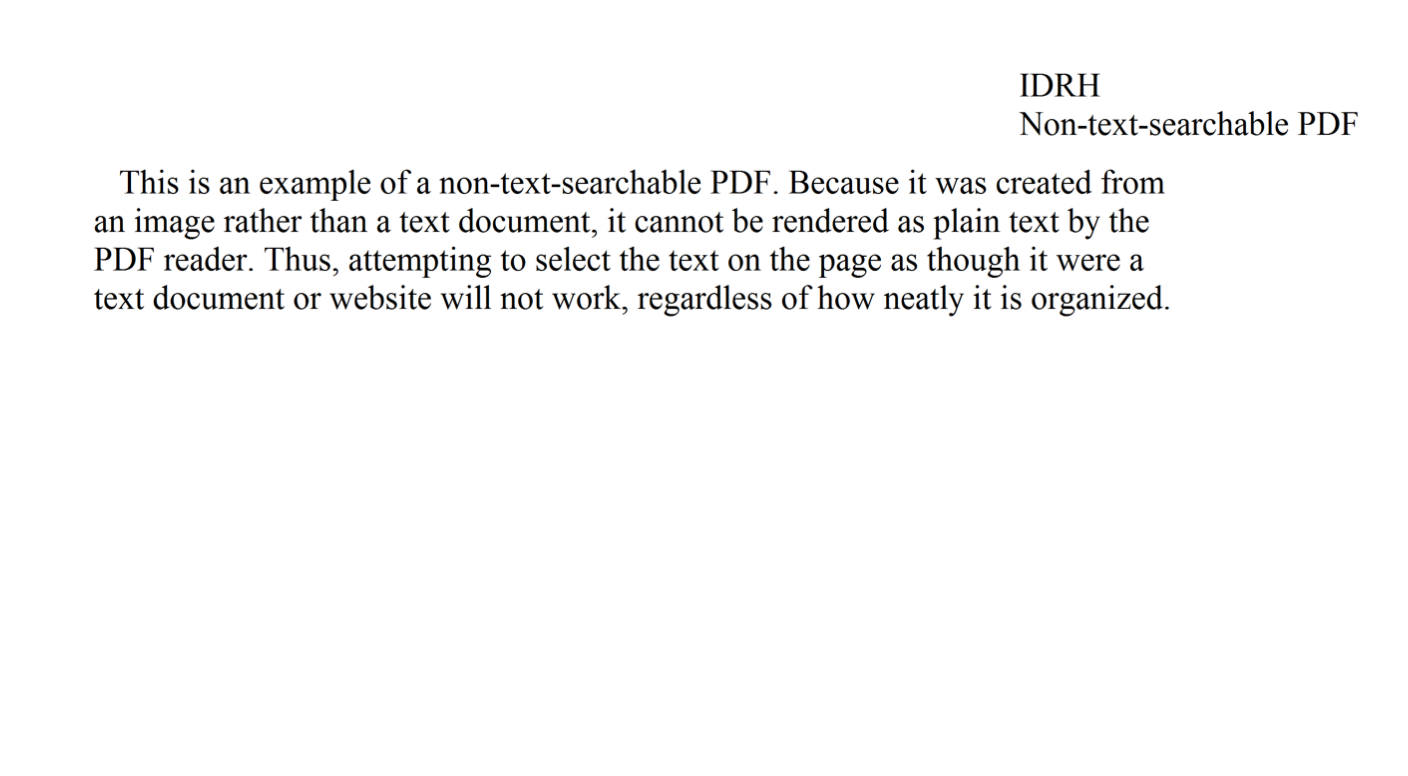 IDRH
Non-text-searchable PDF
This is an example of a non-text-searchable PDF. Because it was created from
an image rather than a text document, it cannot be rendered as plain text by the
PDF reader. Thus, attempting to select the text on the page as though it were a
text document or website will not work, regardless of how neatly it is organized.